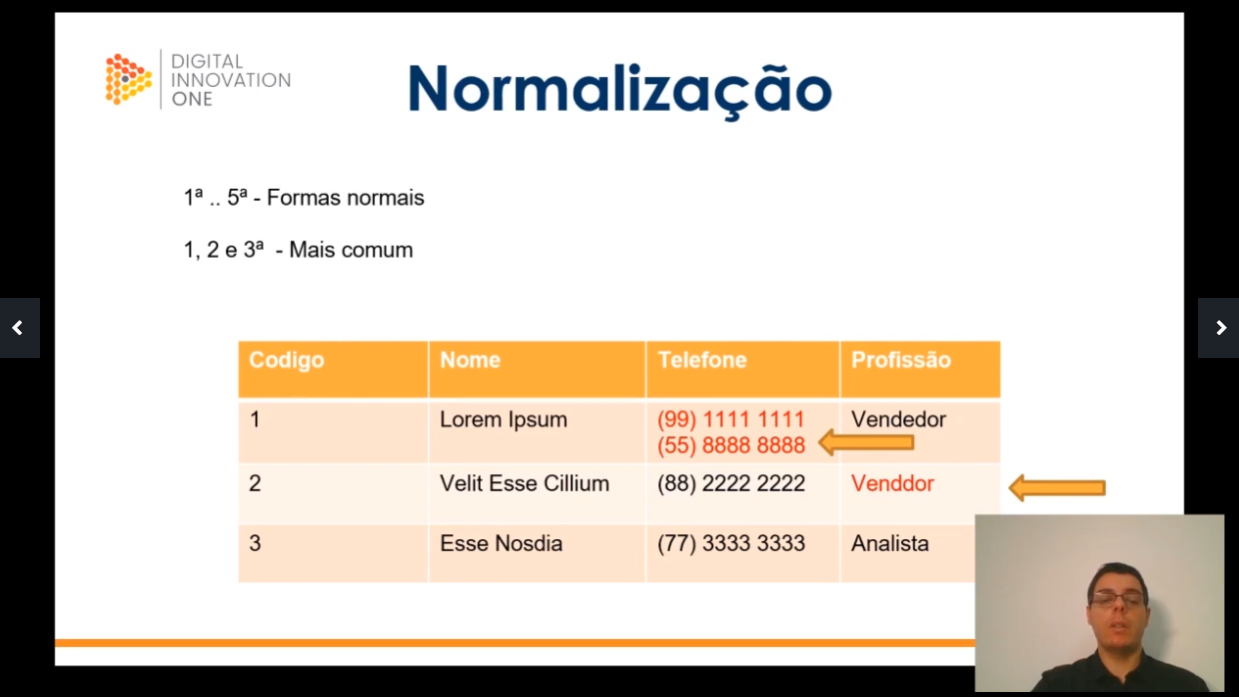 DIGITAL
INNOVATION
ONE
Normalização
1ª .. 5ª - Formas normais
1, 2 e 3ª - Mais comum
Codigo Nome Telefone Profissão
1 Lorem Ipsum (99) 1111 1111 Vendedor
(55) 8888 8888
2 Velit Esse Cillium (88) 2222 2222 Venddor
3 Esse Nosdia (77) 3333 3333 Analista